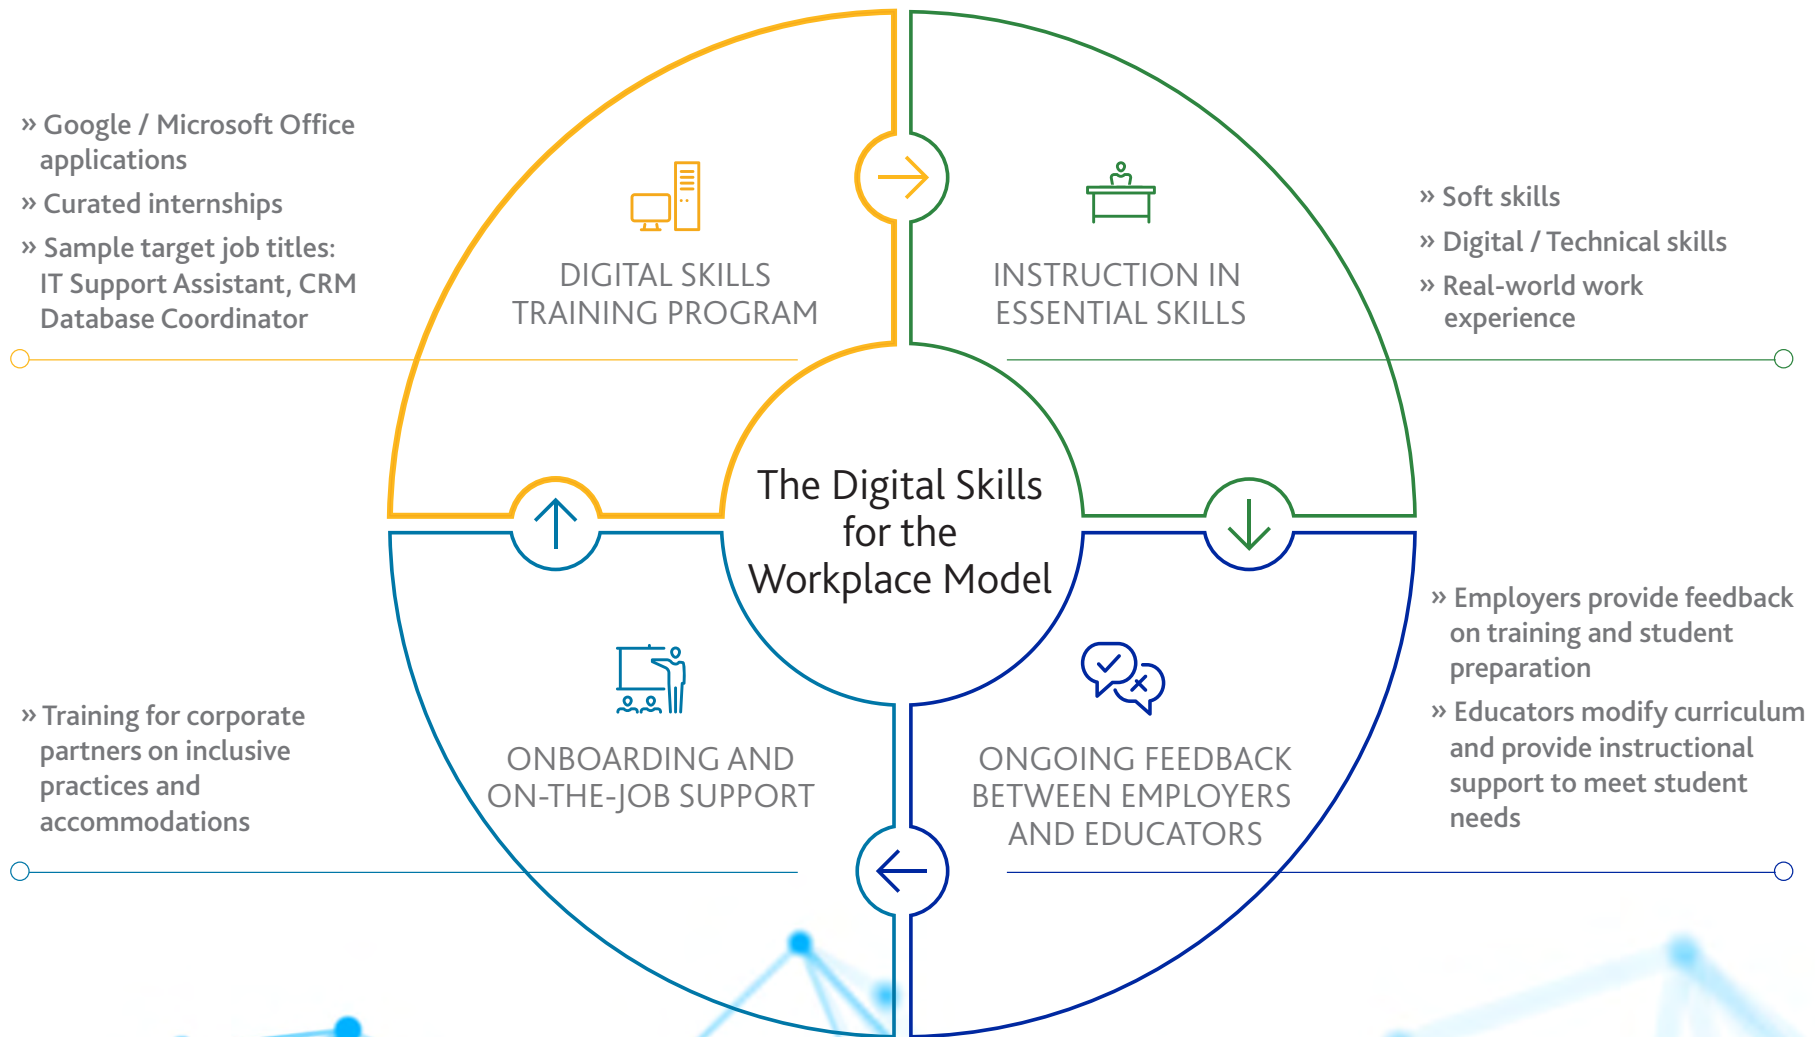 » Google / Microsoft Office
applications
» Curated internships
» Sample target job titles:
IT Support Assistant, CRM
Database Coordinator
DIGITAL SKILLS
TRAINING PROGRAM
INSTRUCTION IN
ESSENTIAL SKILLS
» Soft skills
» Digital / Technical skills
» Real-world work
experience
The Digital Skills
for the
Workplace Model
» Training for corporate
partners on inclusive
practices and
accommodations
ONBOARDING AND
ON-THE-JOB SUPPORT
ONGOING FEEDBACK
BETWEEN EMPLOYERS
AND EDUCATORS
» Employers provide feedback
on training and student
preparation
» Educators modify curriculum
and provide instructional
support to meet student
needs